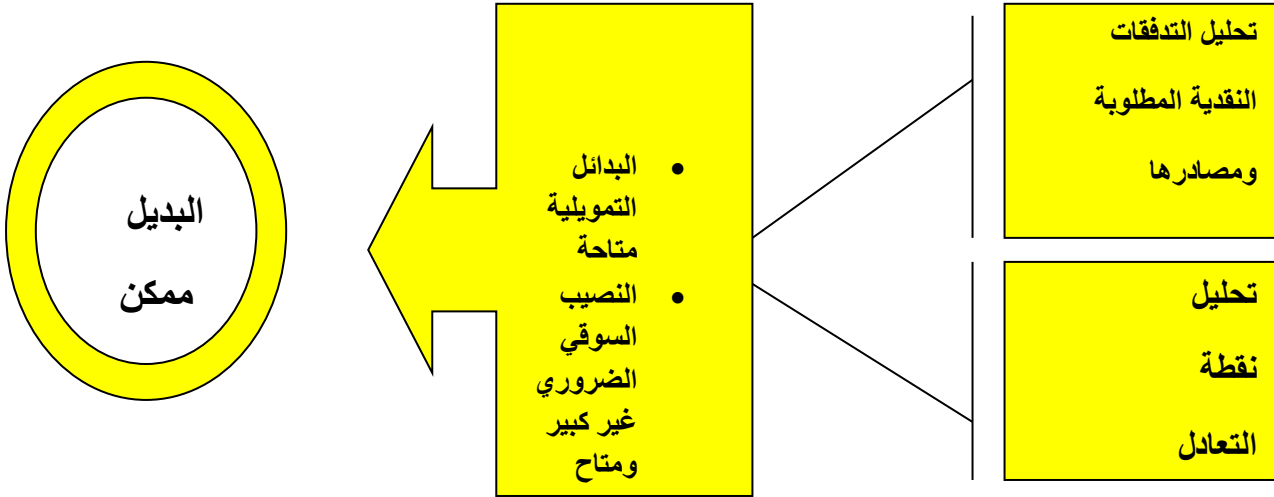 تحليل التدفقات
النقدية المطلوبة
ومصادرها
تحليل
نقطة
التعادل
• البدائل
التمويلية
متاحة
• النصيب
السوقي
الضروري
غير كبير
ومتاح
البديل
ممكن